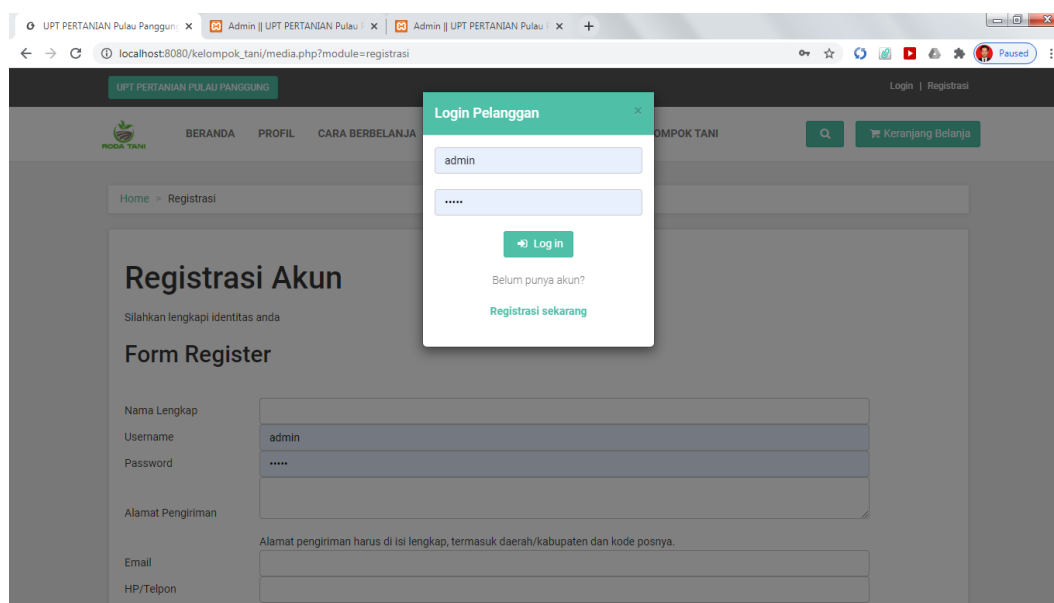 UPT PERTANIAN Pulau Panggung
Admin || UPT PERTANIAN Pulau
Admin || UPT PERTANIAN Pulau
localhost:8080/kelompok_tani/media.php?module=registrasi
Paused
UPT PERTANIAN PULAU PANGGUNG
Login | Registrasi
Login Pelanggan
RODA TANI
BERANDA PROFIL CARA BERBELANJA OMPOK TANI
Keranjang Belanja
admin
•••••
Log in
Belum punya akun?
Registrasi sekarang
Home » Registrasi
Registrasi Akun
Silahkan lengkapi identitas anda
Form Register
Nama Lengkap
Username admin
Password •••••
Alamat Pengiriman
Alamat pengiriman harus di isi lengkap, termasuk daerah/kabupaten dan kode posnya.
Email
HP/Telpon